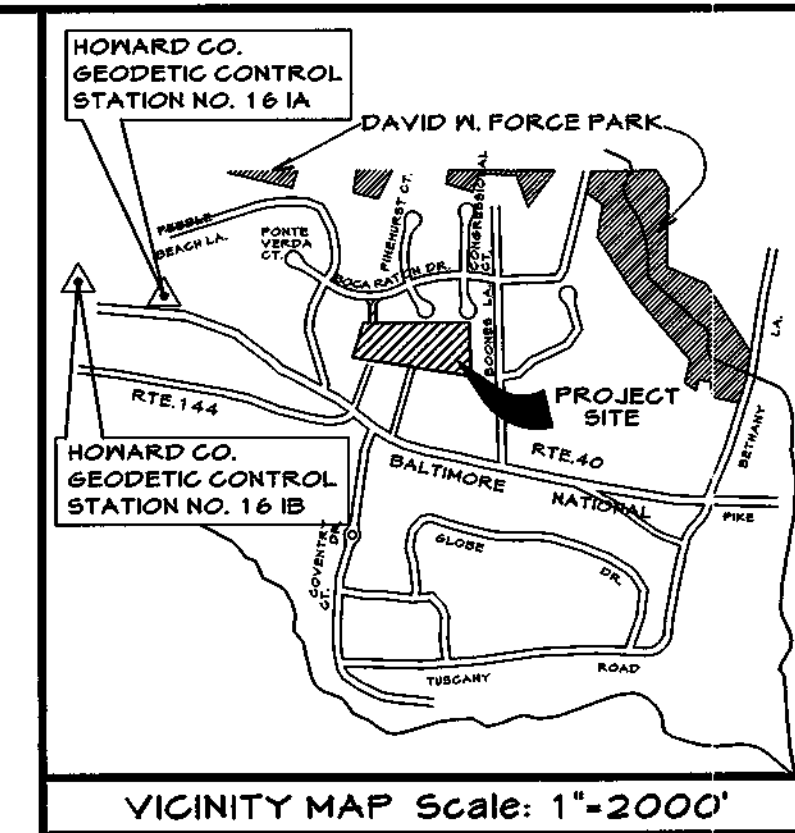 HOWARD CO.
GEODETIC CONTROL
STATION NO. 16 IA
DAVID W. FORCE PARK
PEBBLE
BEACH LA.
PONTE
VERDA
CT.
PINEHURST CT.
CONGRESSIONAL
CT.
BOCA RATON DR.
BOONES LA.
LA.
BETHANY
PROJECT
SITE
RTE.144
RTE.40
HOWARD CO.
GEODETIC CONTROL
STATION NO. 16 IB
BALTIMORE
NATIONAL
PIKE
COVENTRY
CT.
DR.
GLOBE
DR.
TUSCANY
ROAD
VICINITY MAP Scale: 1"=2000'